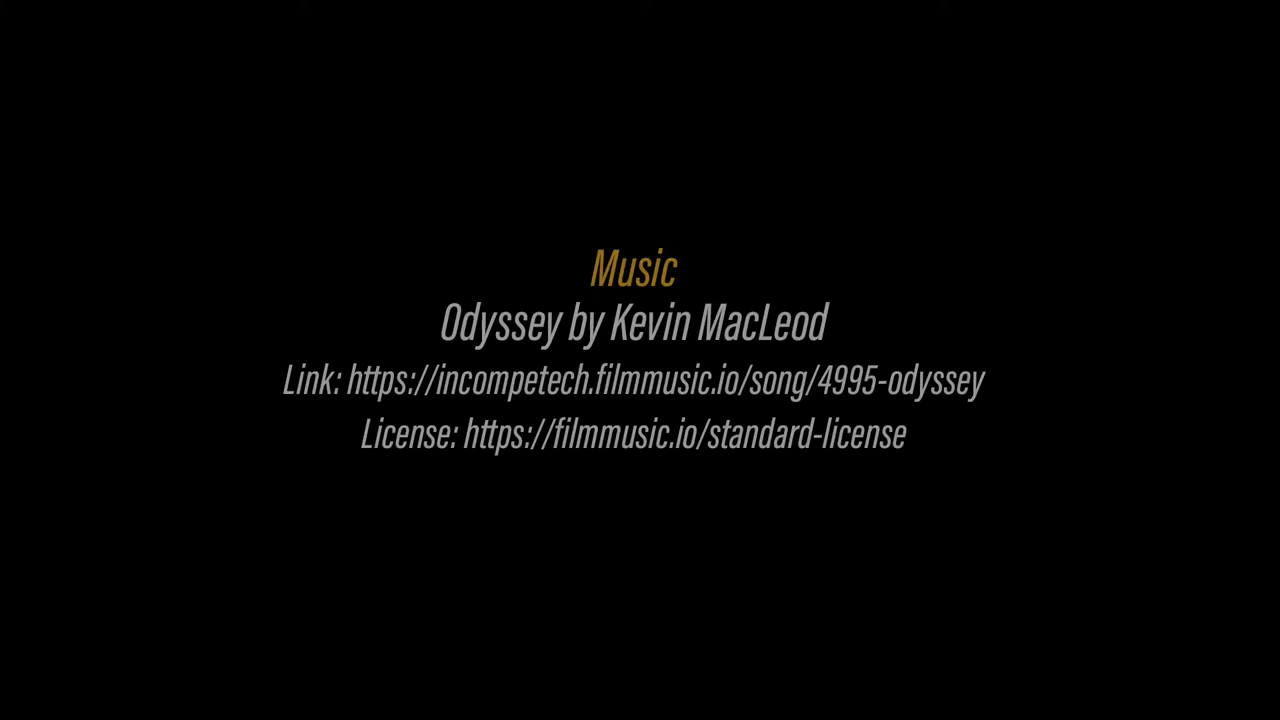 Music
Odyssey by Kevin MacLeod
Link: https://incompetech.filmmusic.io/song/4995-odyssey
License: https://filmmusic.io/standard-license